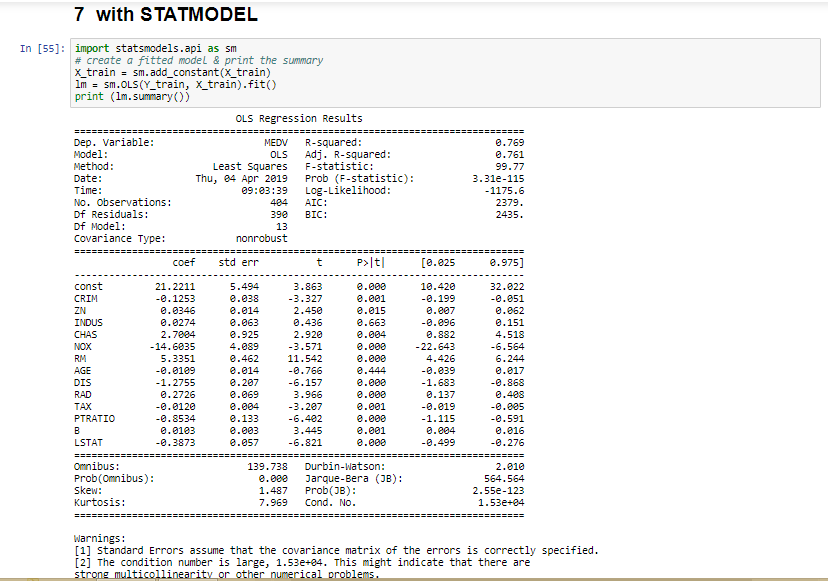 7 with STATMODEL
In [55]: import statsmodels.api as sm
# create a fitted model & print the summary
X_train = sm.add_constant(X_train)
lm = sm.OLS(Y_train, X_train).fit()
print (lm.summary())
OLS Regression Results
==============================================================================
Dep. Variable: MEDV R-squared: 0.769
Model: OLS Adj. R-squared: 0.761
Method: Least Squares F-statistic: 99.77
Date: Thu, 04 Apr 2019 Prob (F-statistic): 3.31e-115
Time: 09:03:39 Log-Likelihood: -1175.6
No. Observations: 404 AIC: 2379.
Df Residuals: 390 BIC: 2435.
Df Model: 13
Covariance Type: nonrobust
==============================================================================
coef std err t P>|t| [0.025 0.975]
------------------------------------------------------------------------------
const 21.2211 5.494 3.863 0.000 10.420 32.022
CRIM -0.1253 0.038 -3.327 0.001 -0.199 -0.051
ZN 0.0346 0.014 2.450 0.015 0.007 0.062
INDUS 0.0274 0.063 0.436 0.663 -0.096 0.151
CHAS 2.7004 0.925 2.920 0.004 0.882 4.518
NOX -14.6035 4.089 -3.571 0.000 -22.643 -6.564
RM 5.3351 0.462 11.542 0.000 4.426 6.244
AGE -0.0109 0.014 -0.766 0.444 -0.039 0.017
DIS -1.2755 0.207 -6.157 0.000 -1.683 -0.868
RAD 0.2726 0.069 3.966 0.000 0.137 0.408
TAX -0.0120 0.004 -3.207 0.001 -0.019 -0.005
PTRATIO -0.8534 0.133 -6.402 0.000 -1.115 -0.591
B 0.0103 0.003 3.445 0.001 0.004 0.016
LSTAT -0.3873 0.057 -6.821 0.000 -0.499 -0.276
==============================================================================
Omnibus: 139.738 Durbin-Watson: 2.010
Prob(Omnibus): 0.000 Jarque-Bera (JB): 564.564
Skew: 1.487 Prob(JB): 2.55e-123
Kurtosis: 7.969 Cond. No. 1.53e+04
==============================================================================
Warnings:
[1] Standard Errors assume that the covariance matrix of the errors is correctly specified.
[2] The condition number is large, 1.53e+04. This might indicate that there are
strong multicollinearity or other numerical problems.